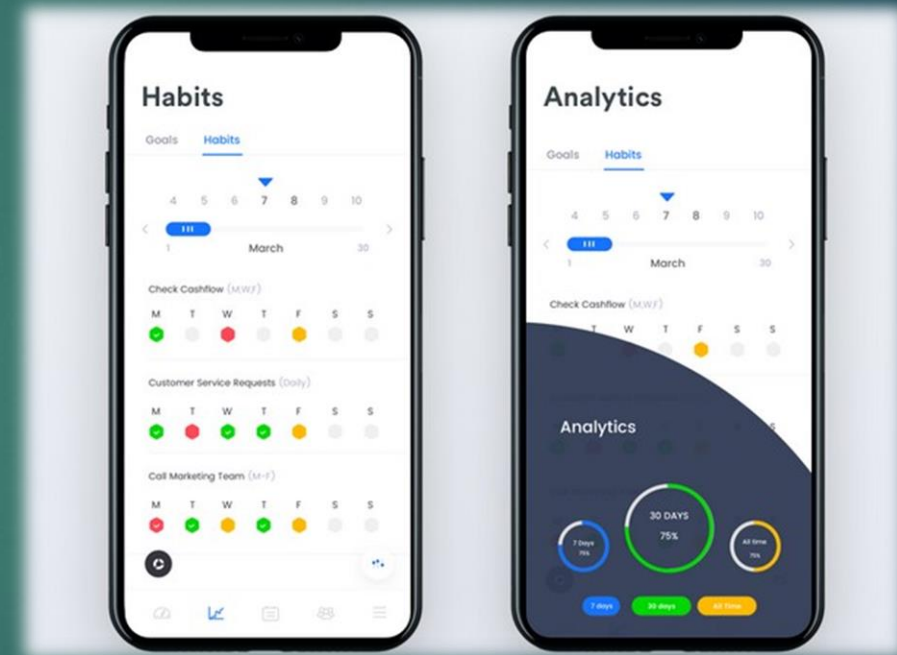 Habits
Goals Habits
4 5 6 7 8 9 10
1 March 30
Check Cashflow (M,W,F)
M T W T F S S
Customer Service Requests (Daily)
M T W T F S S
Call Marketing Team (M-F)
M T W T F S S
Analytics
Goals Habits
4 5 6 7 8 9 10
1 March 30
Check Cashflow (M,W,F)
T W T F S S
S
Analytics
30 DAYS
75%
7 Days
75%
All time
75%
7 days 30 days All Time